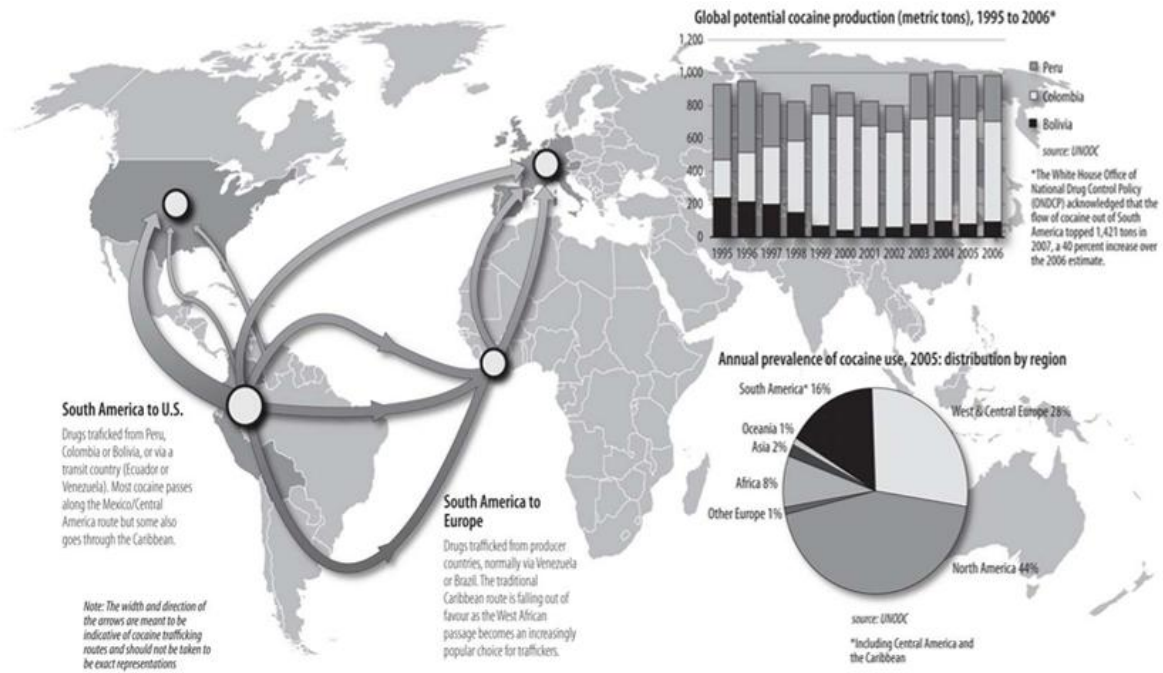 Global potential cocaine production (metric tons), 1995 to 2006*
1,200
1,000
800
600
400
200
0
1995 1996 1997 1998 1999 2000 2001 2002 2003 2004 2005 2006
Peru
Colombia
Bolivia
source: UNODC
*The White House Office of
National Drug Control Policy
(ONDCP) acknowledged that the
flow of cocaine out of South
America topped 1,421 tons in
2007, a 40 percent increase over
the 2006 estimate.
South America to U.S.
Drugs traficked from Peru,
Colombia or Bolivia, or via a
transit country (Ecuador or
Venezuela). Most cocaine passes
along the Mexico/Central
America route but some also
goes through the Caribbean.
Note: The width and direction of
the arrows are meant to be
indicative of cocaine trafficking
routes and should not be taken to
be exact representations
South America to
Europe
Drugs trafficked from producer
countries, normally via Venezuela
or Brazil. The traditional
Caribbean route is falling out of
favour as the West African
passage becomes an increasingly
popular choice for traffickers.
Annual prevalence of cocaine use, 2005: distribution by region
South America* 16%
West & Central Europe 28%
Oceania 1%
Asia 2%
Africa 8%
Other Europe 1%
North America 44%
source: UNODC
*Including Central America and
the Caribbean